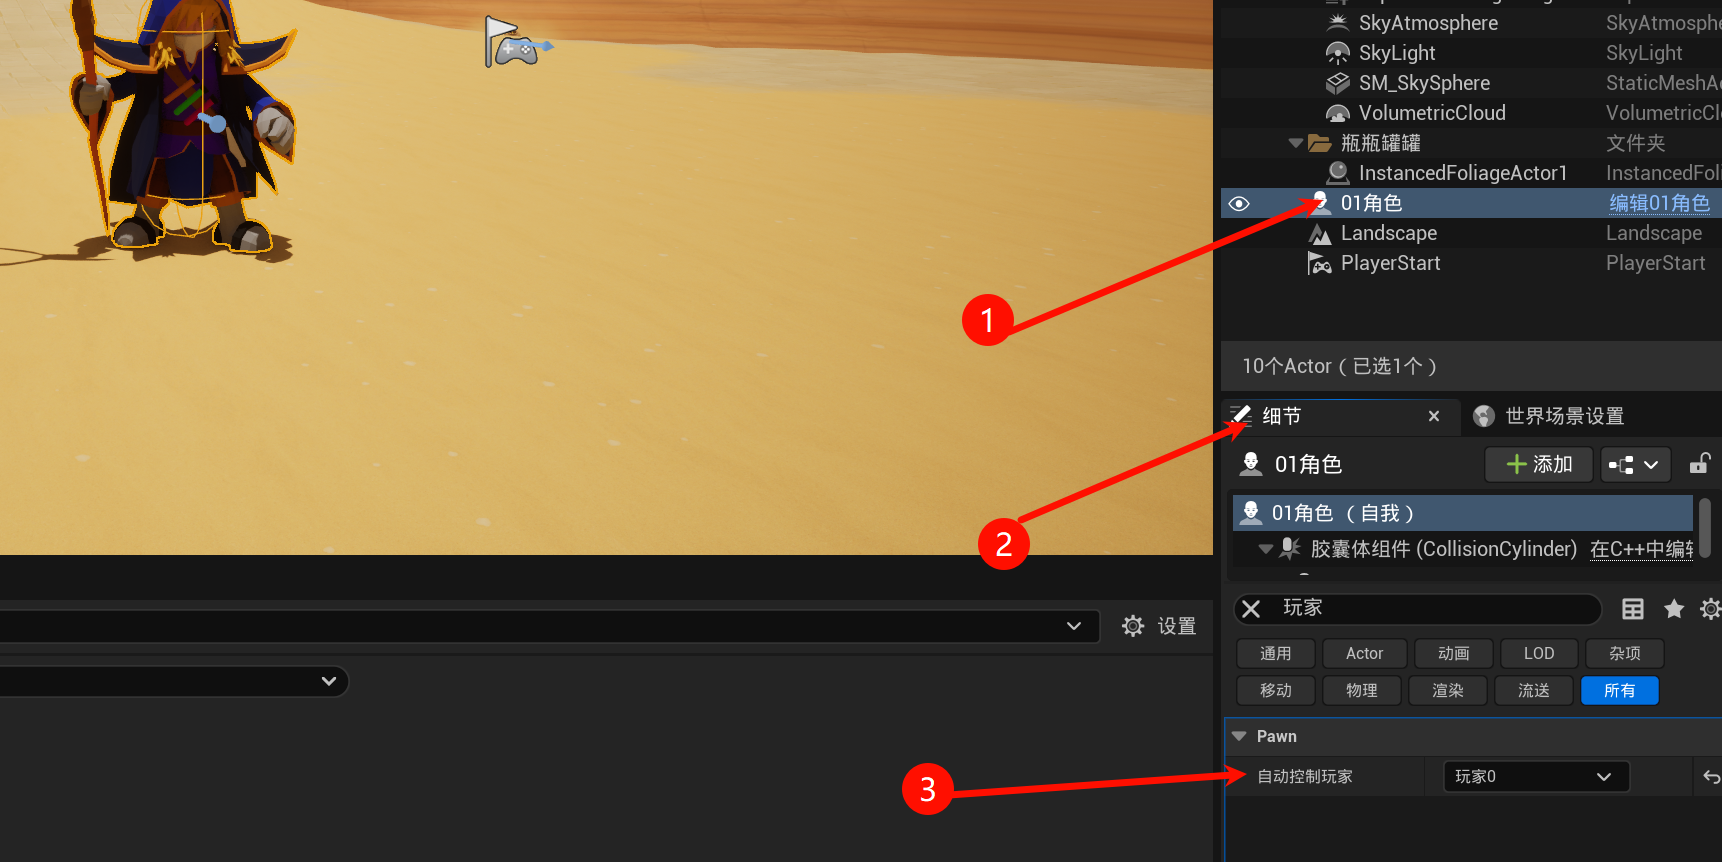 SkyAtmosphere SkyAtmosphe
SkyLight SkyLight
SM_SkySphere StaticMeshA
VolumetricCloud VolumetricCl
瓶瓶罐罐 文件夹
InstancedFoliageActor1 InstancedFoli
01角色 编辑01角色
Landscape Landscape
PlayerStart PlayerStart
1
10个Actor（已选1个）
细节 世界场景设置
01角色 添加
01角色 （自我）
2
胶囊体组件 (CollisionCylinder) 在C++中编辑
玩家
设置
通用 Actor 动画 LOD 杂项
移动 物理 渲染 流送 所有
Pawn
自动控制玩家 玩家0
3